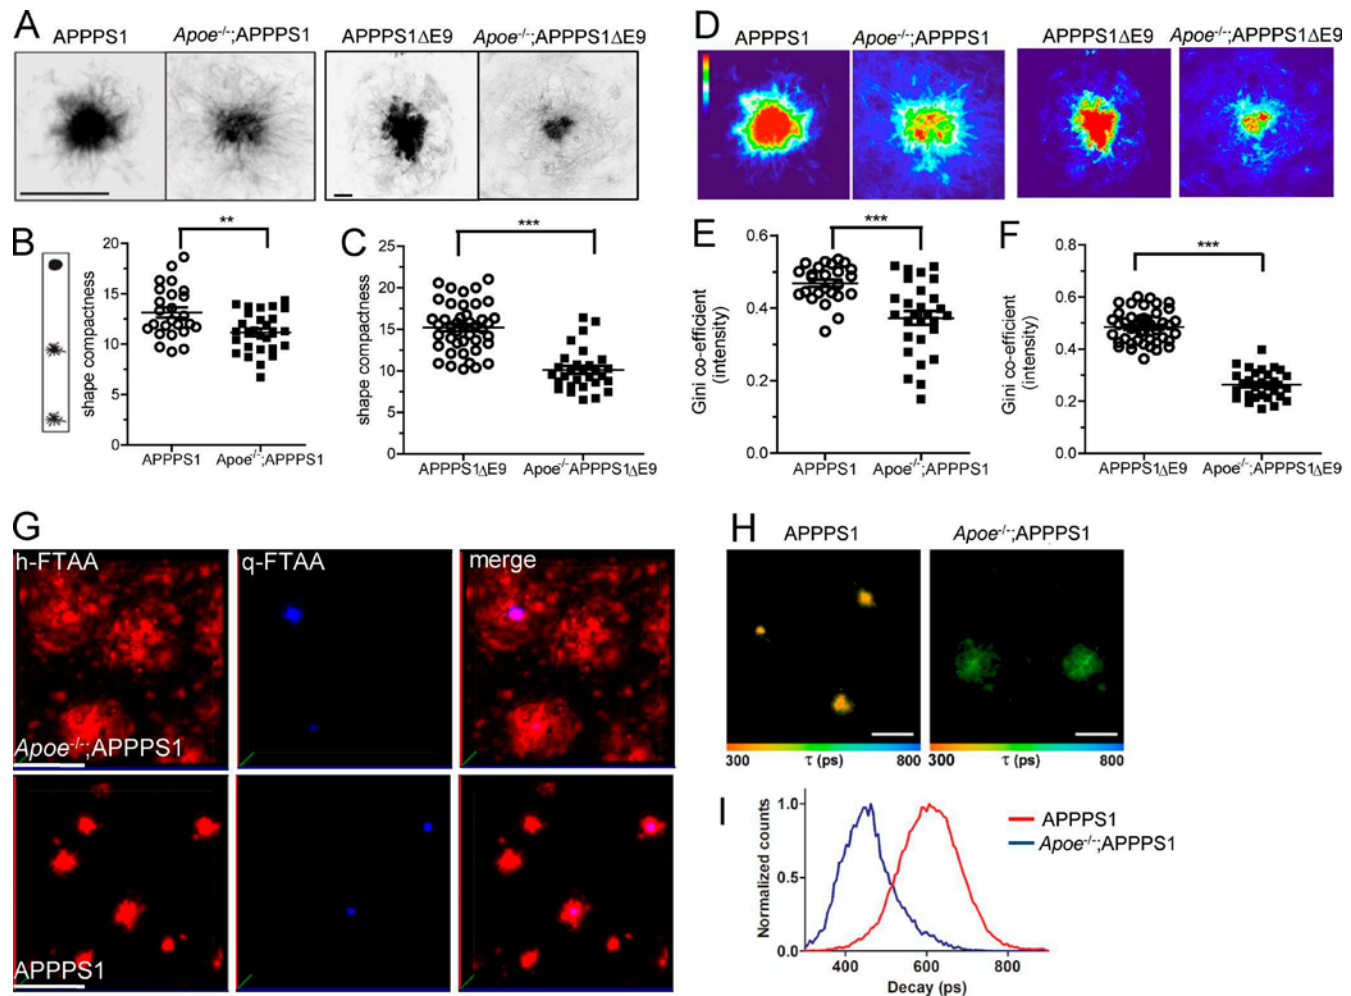 A
APPPS1
Apoe-/-;APPPS1
APPPS1ΔE9
Apoe-/-;APPPS1ΔE9
D
APPPS1
Apoe-/-;APPPS1
APPPS1ΔE9
Apoe-/-;APPPS1ΔE9
B
shape compactness
20
15
10
5
0
**
APPPS1
Apoe-/-;APPPS1
C
shape compactness
25
20
15
10
5
0
***
APPPS1ΔE9
Apoe-/-APPPS1ΔE9
E
Gini co-efficient
(intensity)
0.6
0.4
0.2
0.0
***
APPPS1
Apoe-/-;APPPS1
F
Gini co-efficient
(intensity)
0.8
0.6
0.4
0.2
0.0
***
APPPS1ΔE9
Apoe-/-;APPPS1ΔE9
G
h-FTAA
q-FTAA
merge
Apoe-/-;APPPS1
APPPS1
H
APPPS1
Apoe-/-;APPPS1
300 τ (ps) 800
300 τ (ps) 800
I
Normalized counts
1.0
0.5
0.0
400 600 800
Decay (ps)
APPPS1
Apoe-/-;APPPS1